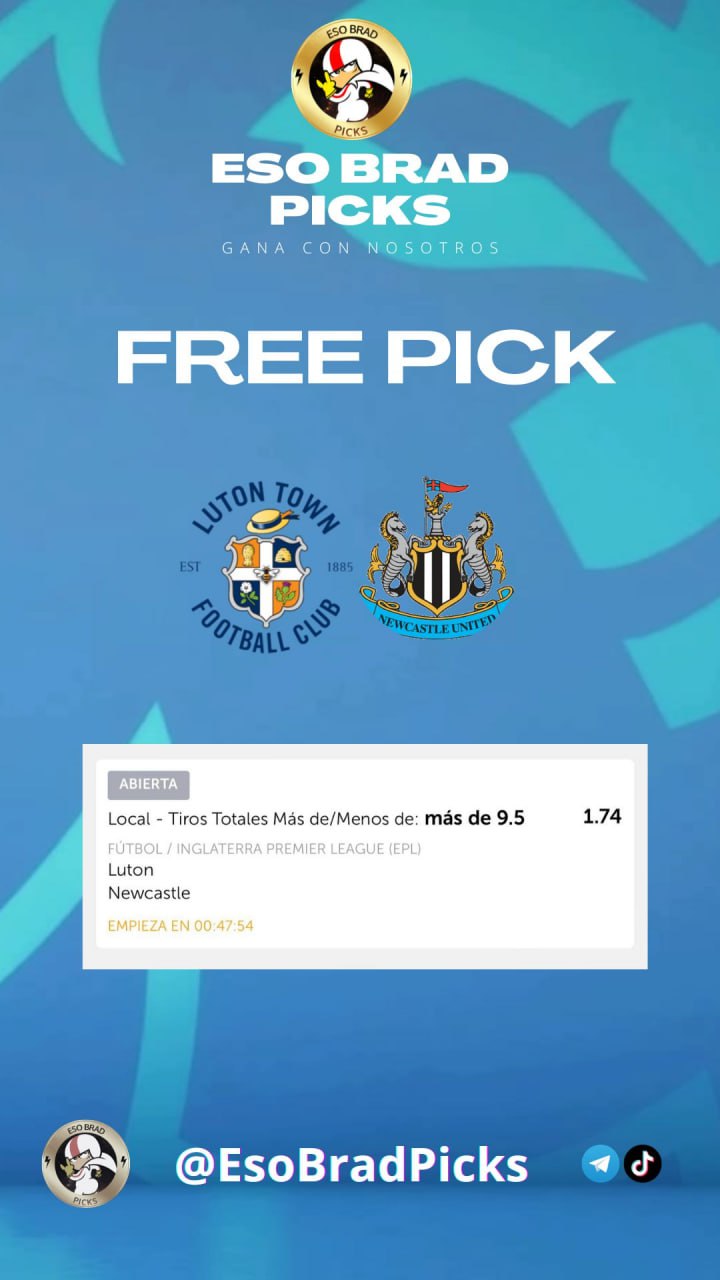 ESO BRAD
PICKS
ESO BRAD
PICKS
GANA CON NOSOTROS
FREE PICK
LUTON TOWN
EST 1885
FOOTBALL CLUB
NEWCASTLE UNITED
ABIERTA
Local - Tiros Totales Más de/Menos de: más de 9.5 1.74
FÚTBOL / INGLATERRA PREMIER LEAGUE (EPL)
Luton
Newcastle
EMPIEZA EN 00:47:54
ESO BRAD
PICKS
@EsoBradPicks